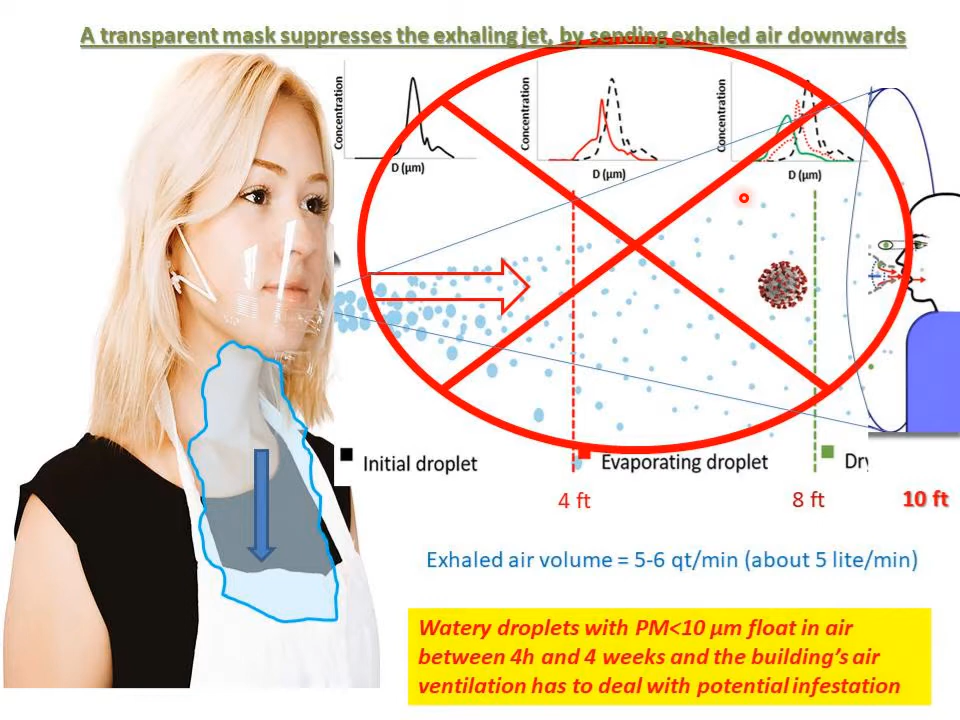 A transparent mask suppresses the exhaling jet, by sending exhaled air downwards
Concentration
D (µm)
Concentration
D (µm)
Concentration
D (µm)
Initial droplet
Evaporating droplet
Dry
4 ft
8 ft
10 ft
Exhaled air volume = 5-6 qt/min (about 5 lite/min)
Watery droplets with PM<10 µm float in air
between 4h and 4 weeks and the building's air
ventilation has to deal with potential infestation